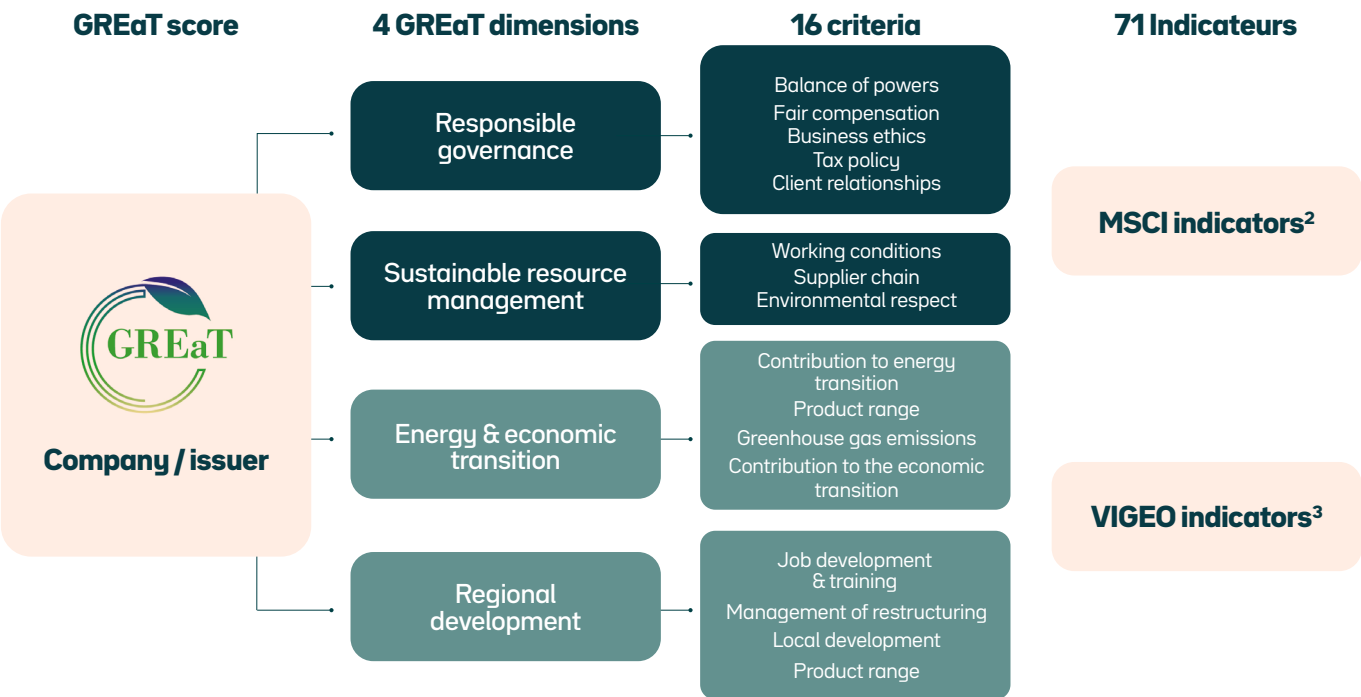 GREaT score
4 GREaT dimensions
16 criteria
71 Indicateurs
GREaT
Company / issuer
Responsible
governance
Balance of powers
Fair compensation
Business ethics
Tax policy
Client relationships
Sustainable resource
management
Working conditions
Supplier chain
Environmental respect
Energy & economic
transition
Contribution to energy
transition
Product range
Greenhouse gas emissions
Contribution to the economic
transition
Regional
development
Job development
& training
Management of restructuring
Local development
Product range
MSCI indicators²
VIGEO indicators³